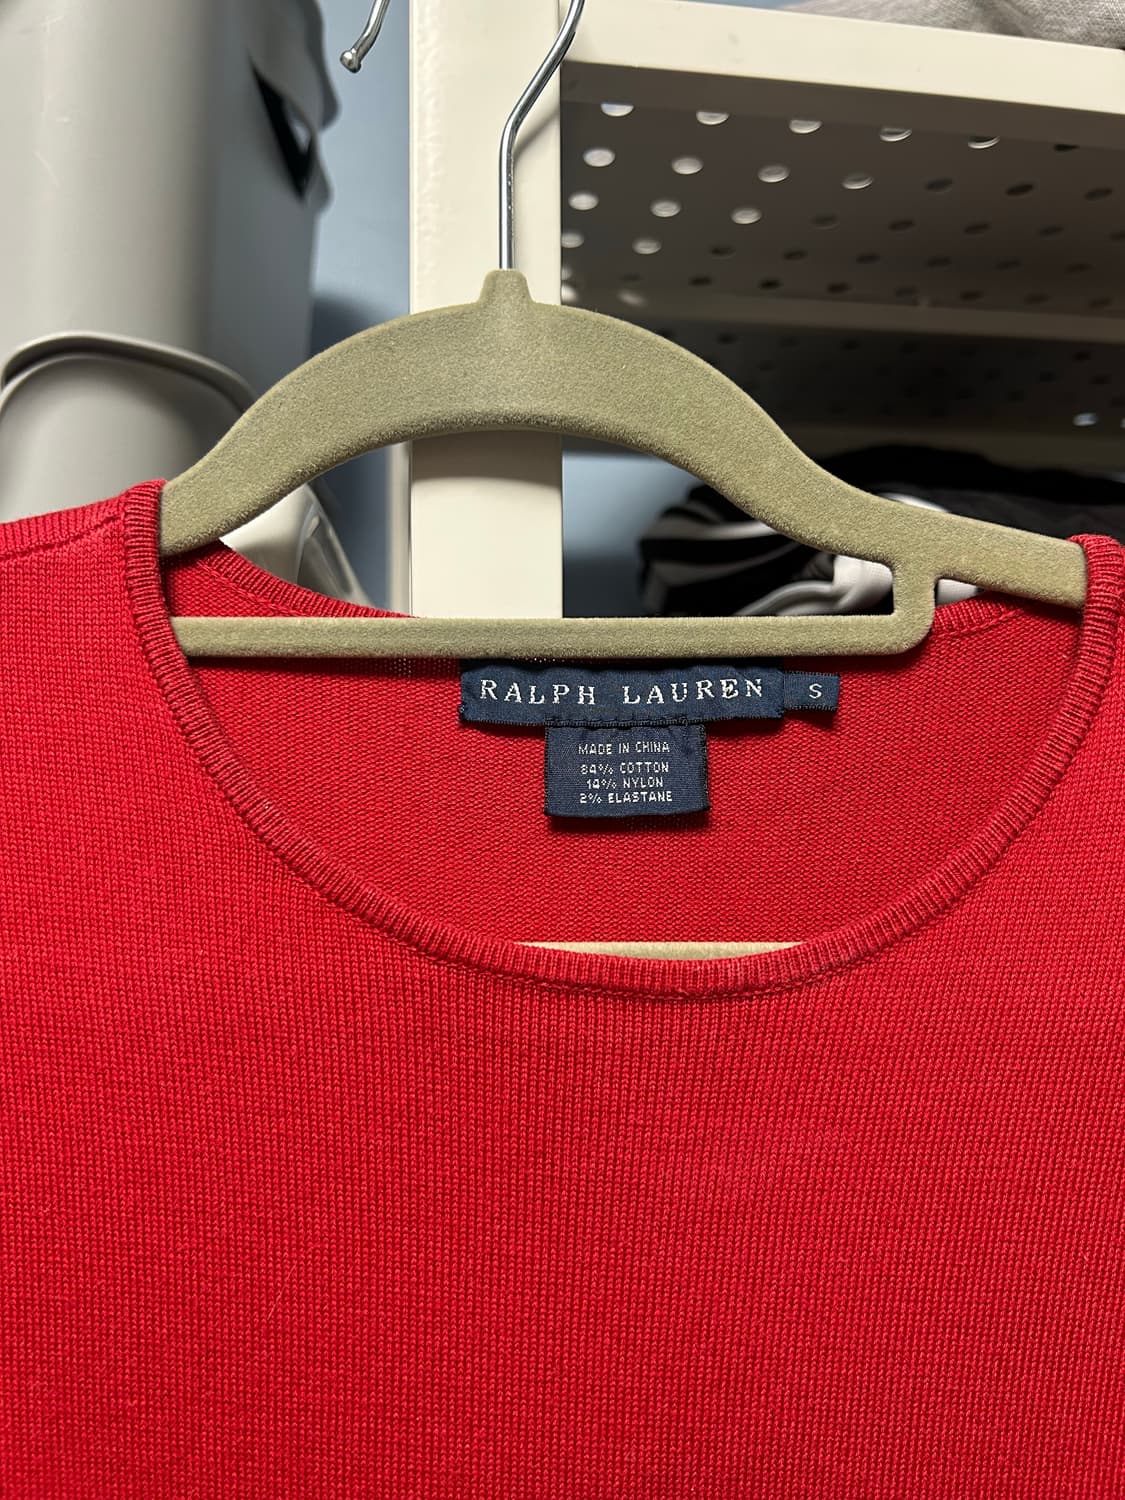 RALPH LAUREN S
MADE IN CHINA
84% COTTON
14% NYLON
2% ELASTANE